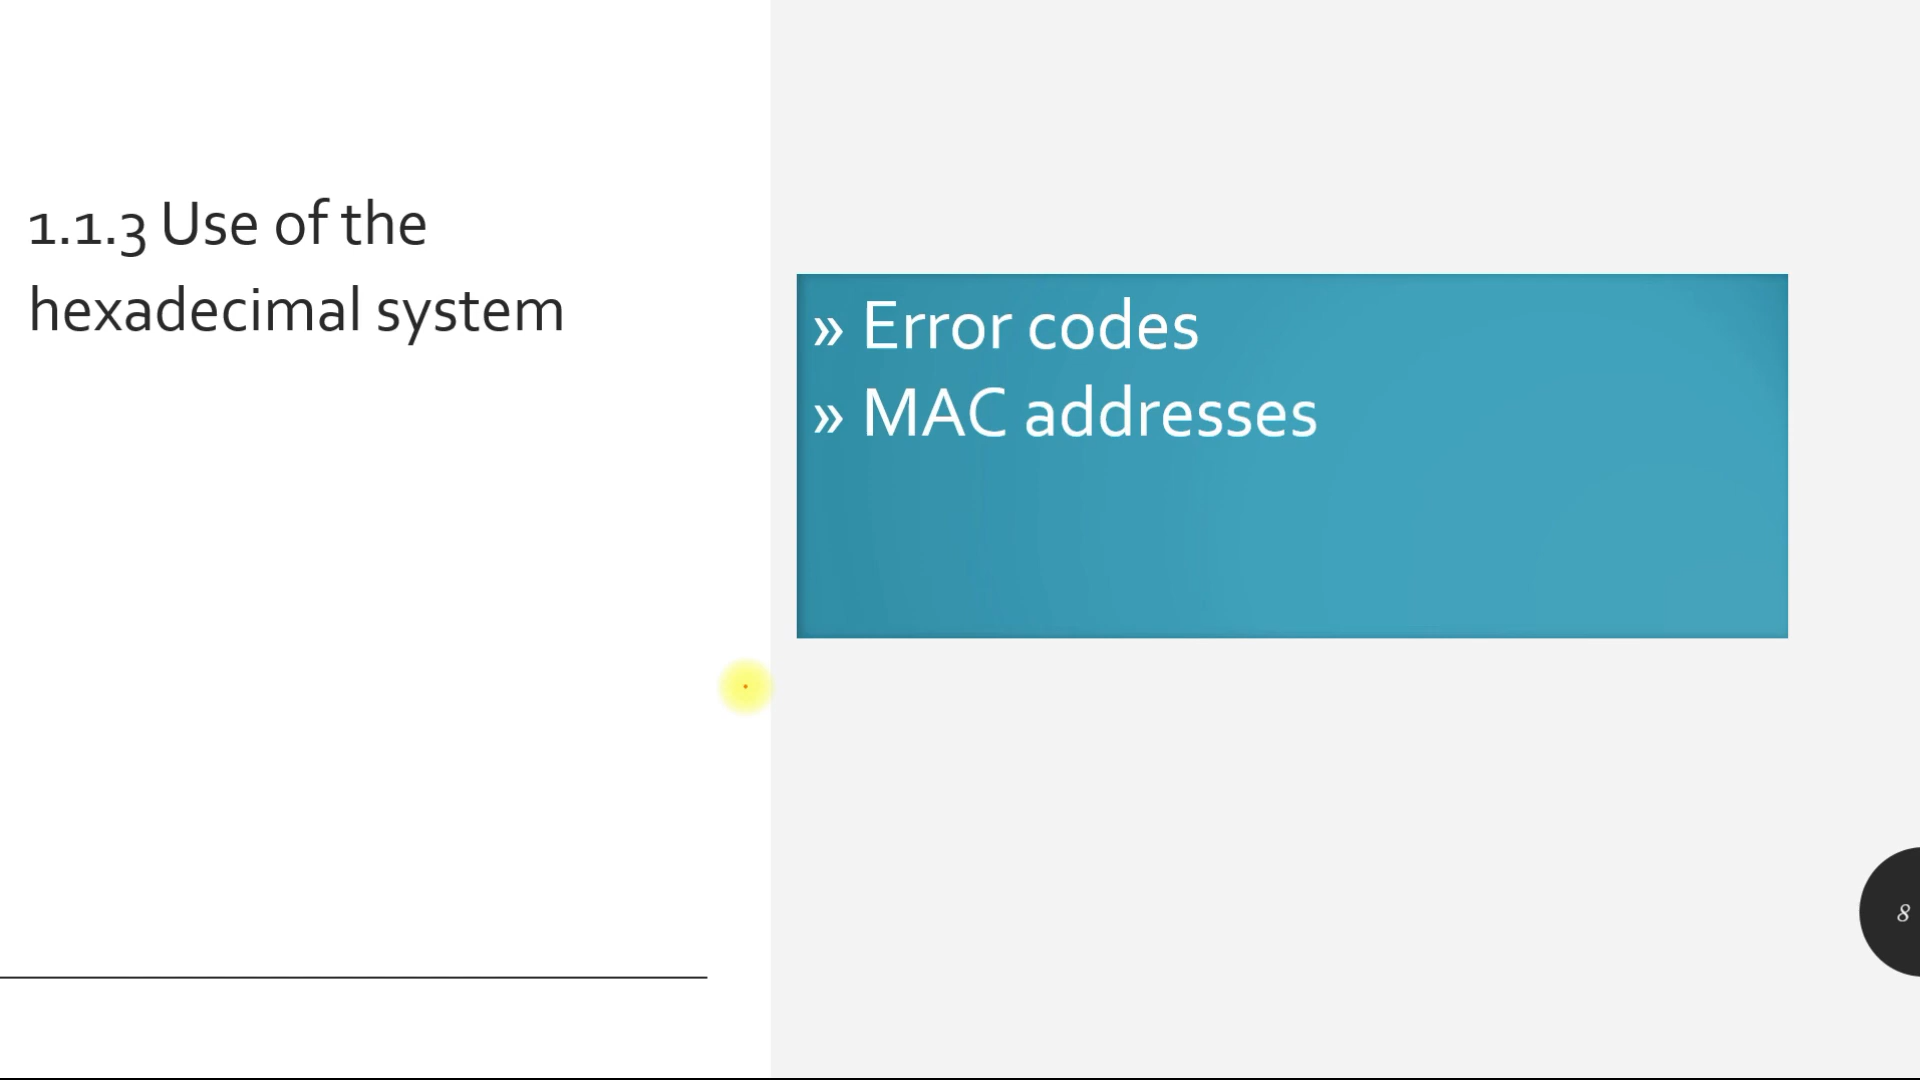 1.1.3 Use of the
hexadecimal system
» Error codes
» MAC addresses
8